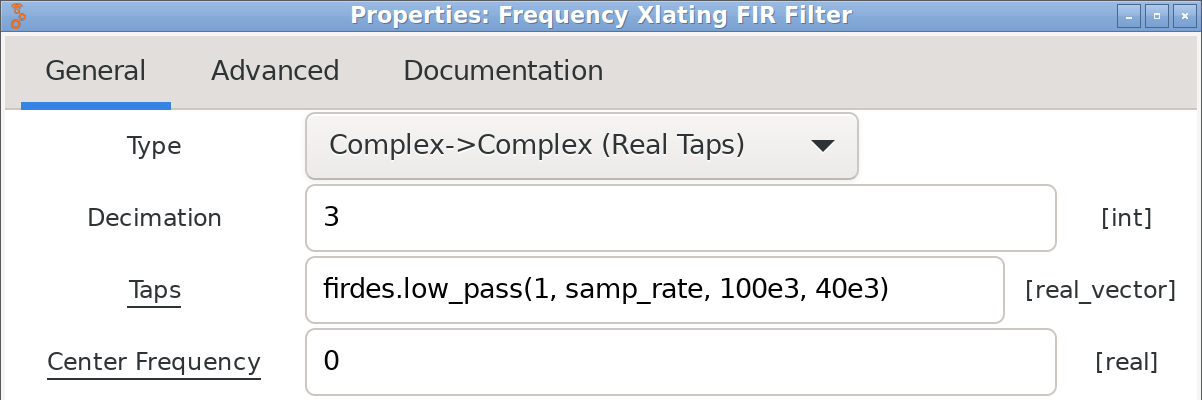 Properties: Frequency Xlating FIR Filter
General Advanced Documentation
Type Complex->Complex (Real Taps)
Decimation 3 [int]
Taps firdes.low_pass(1, samp_rate, 100e3, 40e3) [real_vector]
Center Frequency 0 [real]